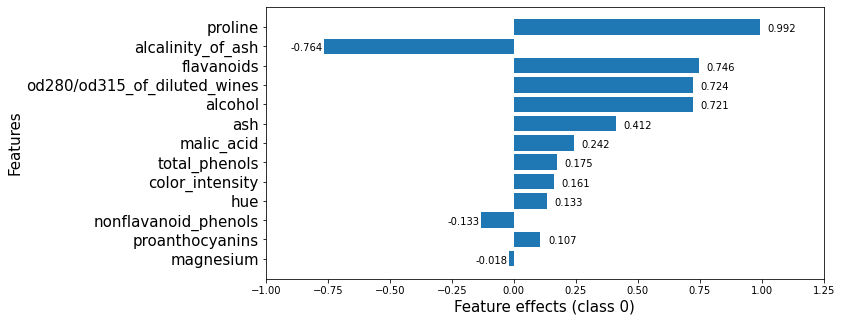 Features
proline 0.992
alcalinity_of_ash -0.764
flavanoids 0.746
od280/od315_of_diluted_wines 0.724
alcohol 0.721
ash 0.412
malic_acid 0.242
total_phenols 0.175
color_intensity 0.161
hue 0.133
nonflavanoid_phenols -0.133
proanthocyanins 0.107
magnesium -0.018
−1.00 −0.75 −0.50 −0.25 0.00 0.25 0.50 0.75 1.00 1.25
Feature effects (class 0)